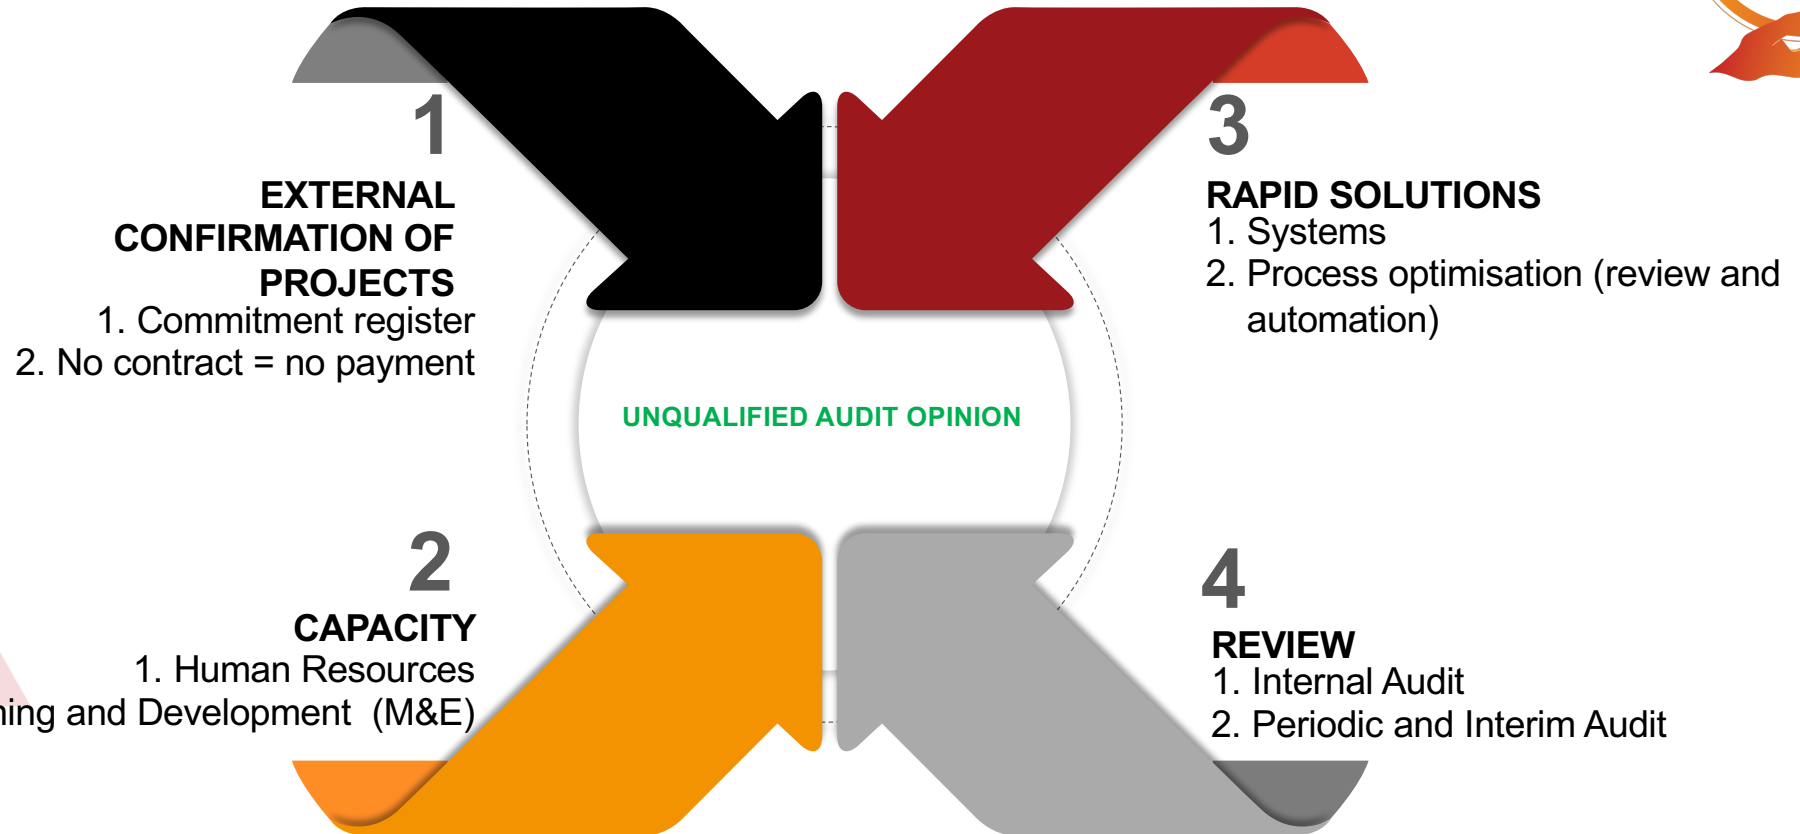 1
EXTERNAL
CONFIRMATION OF
PROJECTS
1. Commitment register
2. No contract = no payment
3
RAPID SOLUTIONS
1. Systems
2. Process optimisation (review and
automation)
UNQUALIFIED AUDIT OPINION
2
CAPACITY
1. Human Resources
and Development (M&E)
4
REVIEW
1. Internal Audit
2. Periodic and Interim Audit